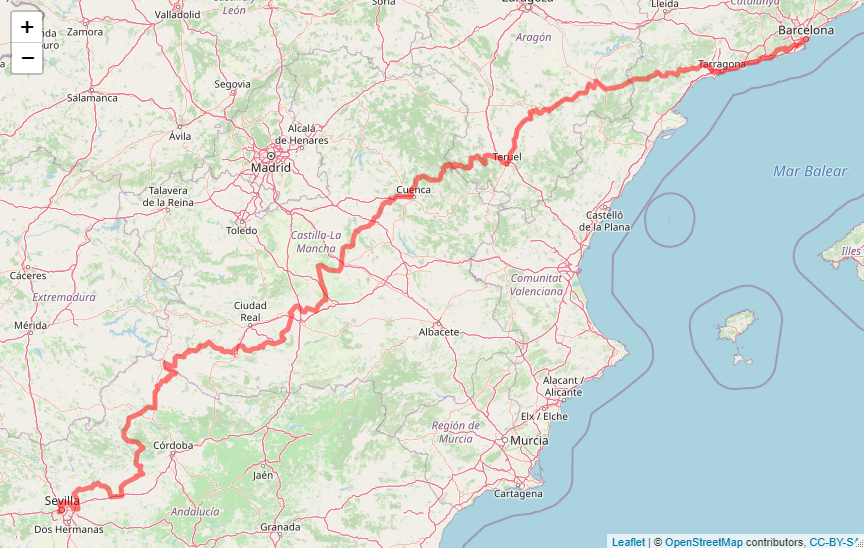 +
−
Zamora
Valladolid
León
Soria
Zaragoza
Lleida
Catalunya
Barcelona
Aragón
Tarragona
Salamanca
Segovia
Ávila
Alcalá
de Henares
Madrid
Teruel
Mar Balear
Talavera
de la Reina
Cuenca
Toledo
Castelló
de la Plana
Castilla-La
Mancha
Illes
Cáceres
Extremadura
Comunitat
Valenciana
Ciudad
Real
Mérida
Albacete
Alacant /
Alicante
Elx / Elche
Región de
Murcia
Murcia
Córdoba
Jaén
Cartagena
Sevilla
Andalucía
Dos Hermanas
Granada
Leaflet | © OpenStreetMap contributors, CC-BY-SA